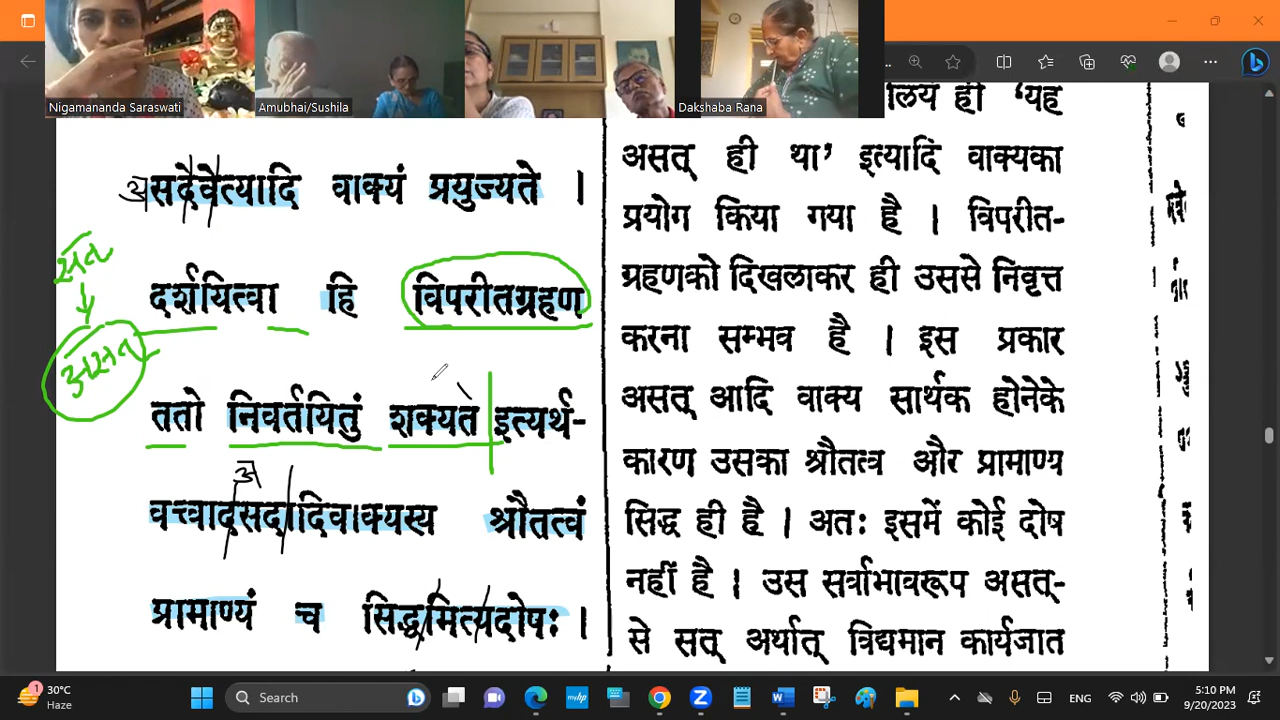 Nigamananda Saraswati
Amubhai/Sushila
Dakshaba Rana
असदैवेत्यादि वाक्यं प्रयुज्यते ।
दर्शयित्वा हि विपरीतग्रहण
ततो निवर्तयितुं शक्यते इत्यर्थ-
अ
वत्त्वादसदादिवाक्यस्य श्रौतत्वं
प्रामाण्यं च सिद्धमित्यदोषः ।
सत्
असत्
ही 'यह
असत् ही था' इत्यादि वाक्यका
प्रयोग किया गया है । विपरीत-
ग्रहणको दिखलाकर ही उससे निवृत्त
करना सम्भव है । इस प्रकार
असत् आदि वाक्य सार्थक होनेके
कारण उसका श्रौतत्व और प्रामाण्य
सिद्ध ही है । अतः इसमें कोई दोष
नहीं है । उस सर्वाभावरूप असत्-
से सत् अर्थात् विद्यमान कार्यजात
1
30°C
Haze
Search
ENG
5:10 PM
9/20/2023